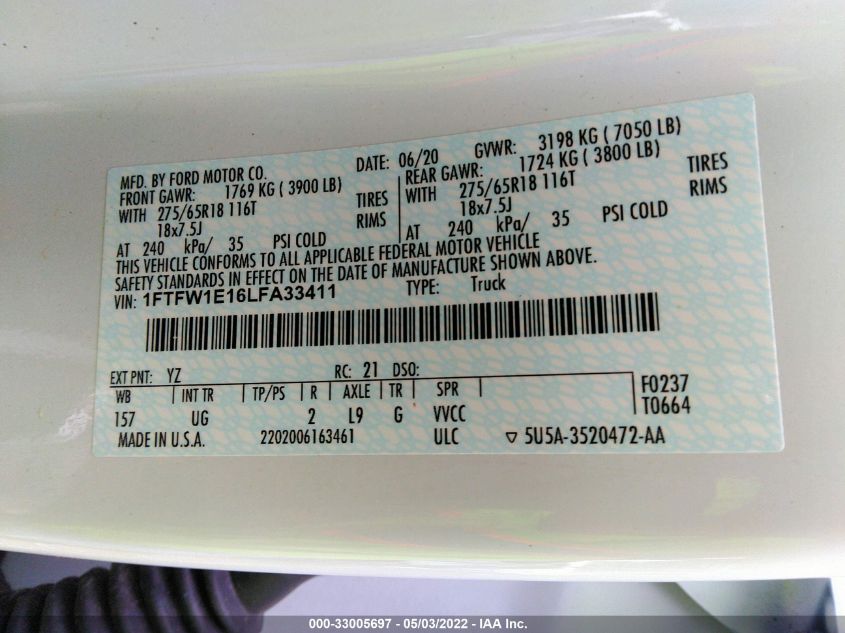 MFD. BY FORD MOTOR CO. DATE: 06/20 GVWR: 3198 KG ( 7050 LB)
FRONT GAWR: 1769 KG ( 3900 LB) REAR GAWR: 1724 KG ( 3800 LB)
WITH 275/65R18 116T TIRES WITH 275/65R18 116T TIRES
18x7.5J RIMS 18x7.5J RIMS
AT 240 kPa/ 35 PSI COLD AT 240 kPa/ 35 PSI COLD
THIS VEHICLE CONFORMS TO ALL APPLICABLE FEDERAL MOTOR VEHICLE
SAFETY STANDARDS IN EFFECT ON THE DATE OF MANUFACTURE SHOWN ABOVE.
VIN: 1FTFW1E16LFA33411 TYPE: Truck
EXT PNT: YZ RC: 21 DSO:
WB INT TR TP/PS R AXLE TR SPR F0237
157 UG 2 L9 G VVCC T0664
MADE IN U.S.A. 2202006163461 ULC ▽ 5U5A-3520472-AA
000-33005697 - 05/03/2022 - IAA Inc.